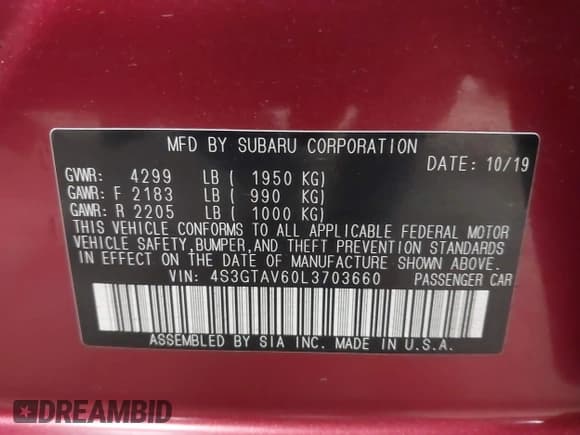 MFD BY SUBARU CORPORATION
DATE: 10/19
GVWR: 4299 LB ( 1950 KG)
GAWR: F 2183 LB ( 990 KG)
GAWR: R 2205 LB ( 1000 KG)
THIS VEHICLE CONFORMS TO ALL APPLICABLE FEDERAL MOTOR
VEHICLE SAFETY, BUMPER, AND THEFT PREVENTION STANDARDS
IN EFFECT ON THE DATE OF MANUFACTURE SHOWN ABOVE.
VIN: 4S3GTAV60L3703660 PASSENGER CAR
ASSEMBLED BY SIA INC. MADE IN U.S.A.
DREAMBID